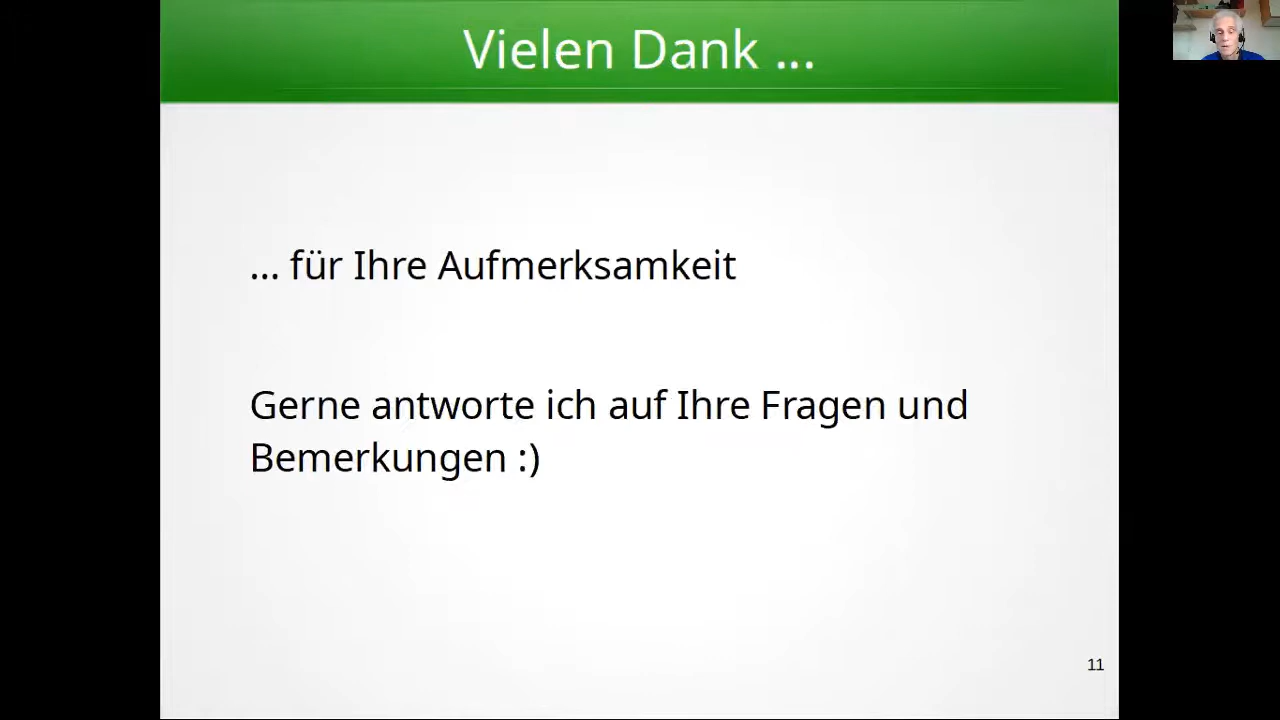 Vielen Dank ...
... für Ihre Aufmerksamkeit
Gerne antworte ich auf Ihre Fragen und
Bemerkungen :)
11